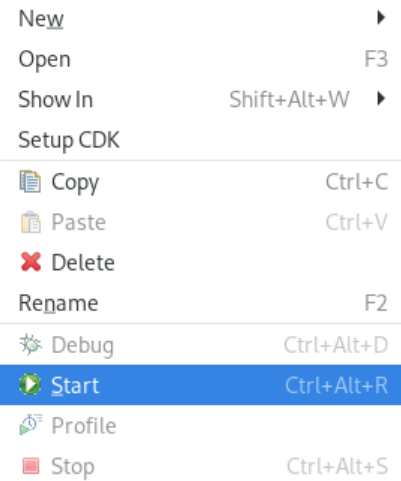 New
Open F3
Show In Shift+Alt+W
Setup CDK
Copy Ctrl+C
Paste Ctrl+V
Delete
Rename F2
Debug Ctrl+Alt+D
Start Ctrl+Alt+R
Profile
Stop Ctrl+Alt+S